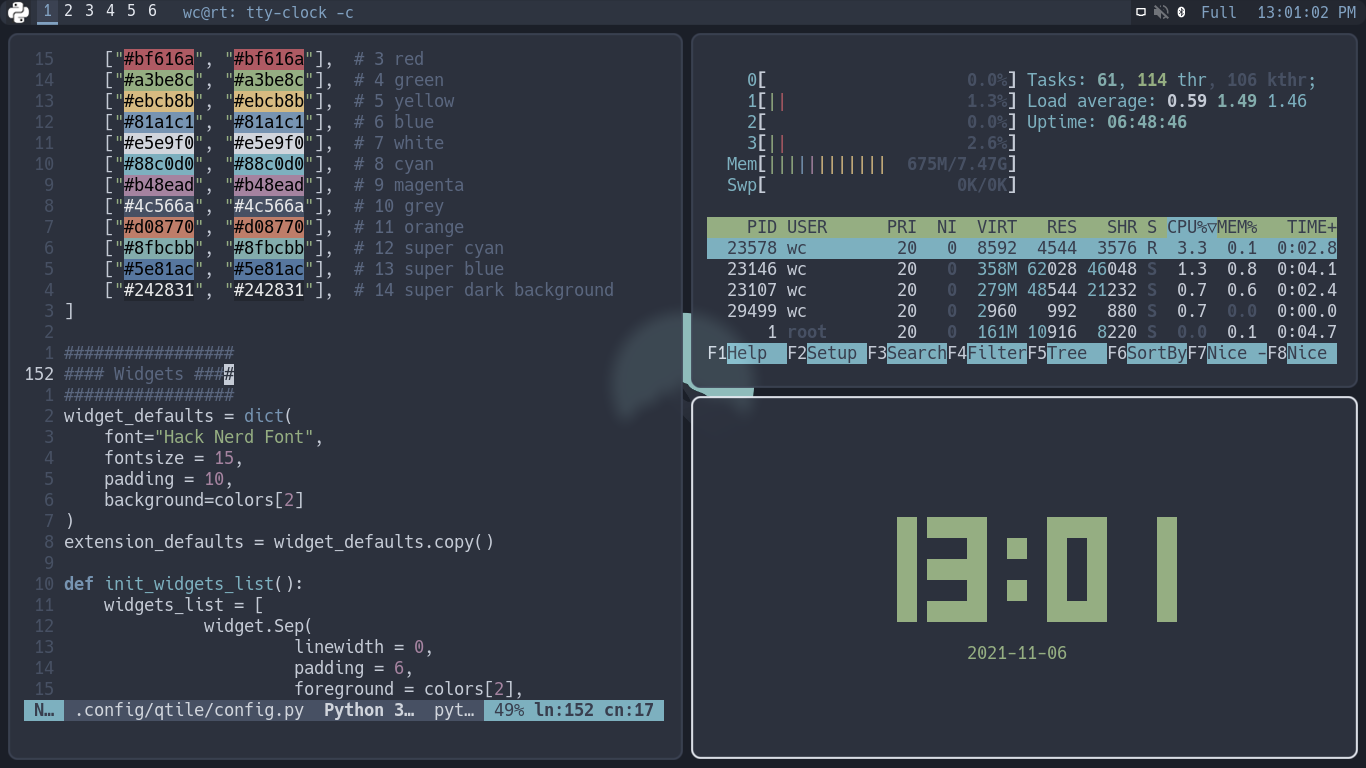 1 2 3 4 5 6 wc@rt: tty-clock -c Full 13:01:02 PM
15 ["#bf616a", "#bf616a"], # 3 red
14 ["#a3be8c", "#a3be8c"], # 4 green
13 ["#ebcb8b", "#ebcb8b"], # 5 yellow
12 ["#81a1c1", "#81a1c1"], # 6 blue
11 ["#e5e9f0", "#e5e9f0"], # 7 white
10 ["#88c0d0", "#88c0d0"], # 8 cyan
9 ["#b48ead", "#b48ead"], # 9 magenta
8 ["#4c566a", "#4c566a"], # 10 grey
7 ["#d08770", "#d08770"], # 11 orange
6 ["#8fbcbb", "#8fbcbb"], # 12 super cyan
5 ["#5e81ac", "#5e81ac"], # 13 super blue
4 ["#242831", "#242831"], # 14 super dark background
3 ]
2
1 #################
152 #### Widgets ####
1 #################
2 widget_defaults = dict(
3 font="Hack Nerd Font",
4 fontsize = 15,
5 padding = 10,
6 background=colors[2]
7 )
8 extension_defaults = widget_defaults.copy()
9
10 def init_widgets_list():
11 widgets_list = [
12 widget.Sep(
13 linewidth = 0,
14 padding = 6,
15 foreground = colors[2],
N… .config/qtile/config.py Python 3… pyt… 49% ln:152 cn:17
0[ 0.0%] Tasks: 61, 114 thr, 106 kthr;
1[|| 1.3%] Load average: 0.59 1.49 1.46
2[ 0.0%] Uptime: 06:48:46
3[|| 2.6%]
Mem[|||||||||||| 675M/7.47G]
Swp[ 0K/0K]
PID USER PRI NI VIRT RES SHR S CPU%▽MEM% TIME+
23578 wc 20 0 8592 4544 3576 R 3.3 0.1 0:02.8
23146 wc 20 0 358M 62028 46048 S 1.3 0.8 0:04.1
23107 wc 20 0 279M 48544 21232 S 0.7 0.6 0:02.4
29499 wc 20 0 2960 992 880 S 0.7 0.0 0:00.0
1 root 20 0 161M 10916 8220 S 0.0 0.1 0:04.7
F1Help F2Setup F3SearchF4FilterF5Tree F6SortByF7Nice -F8Nice
13:01
2021-11-06